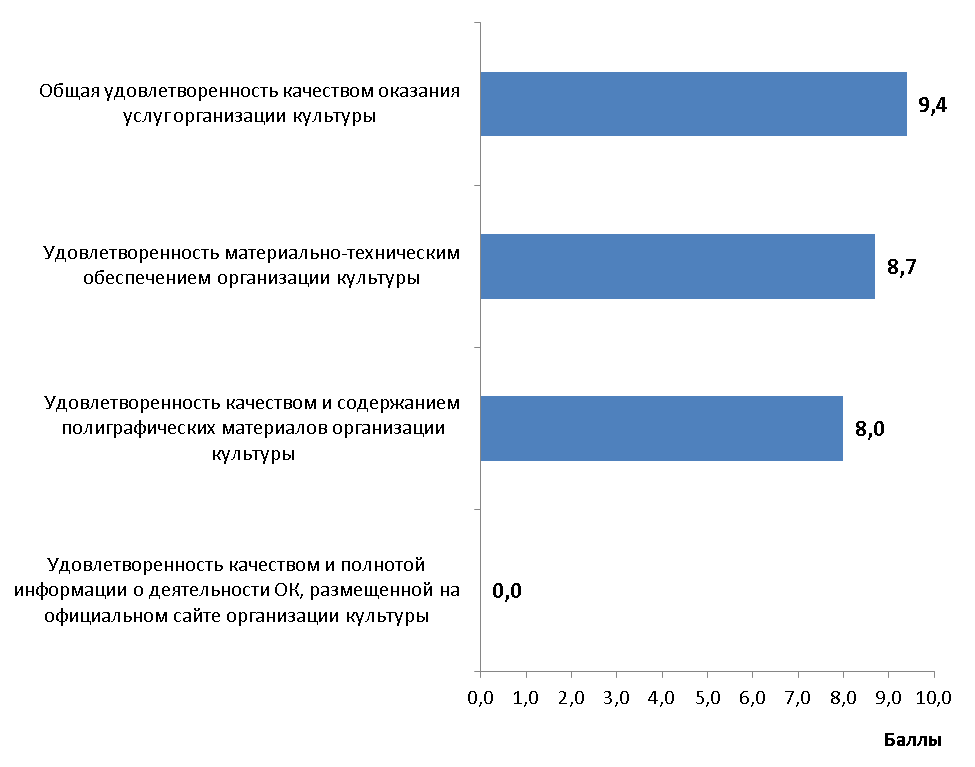 Общая удовлетворенность качеством оказания
услуг организации культуры
9,4
Удовлетворенность материально-техническим
обеспечением организации культуры
8,7
Удовлетворенность качеством и содержанием
полиграфических материалов организации
культуры
8,0
Удовлетворенность качеством и полнотой
информации о деятельности ОК, размещенной на
официальном сайте организации культуры
0,0
0,0 1,0 2,0 3,0 4,0 5,0 6,0 7,0 8,0 9,0 10,0
Баллы